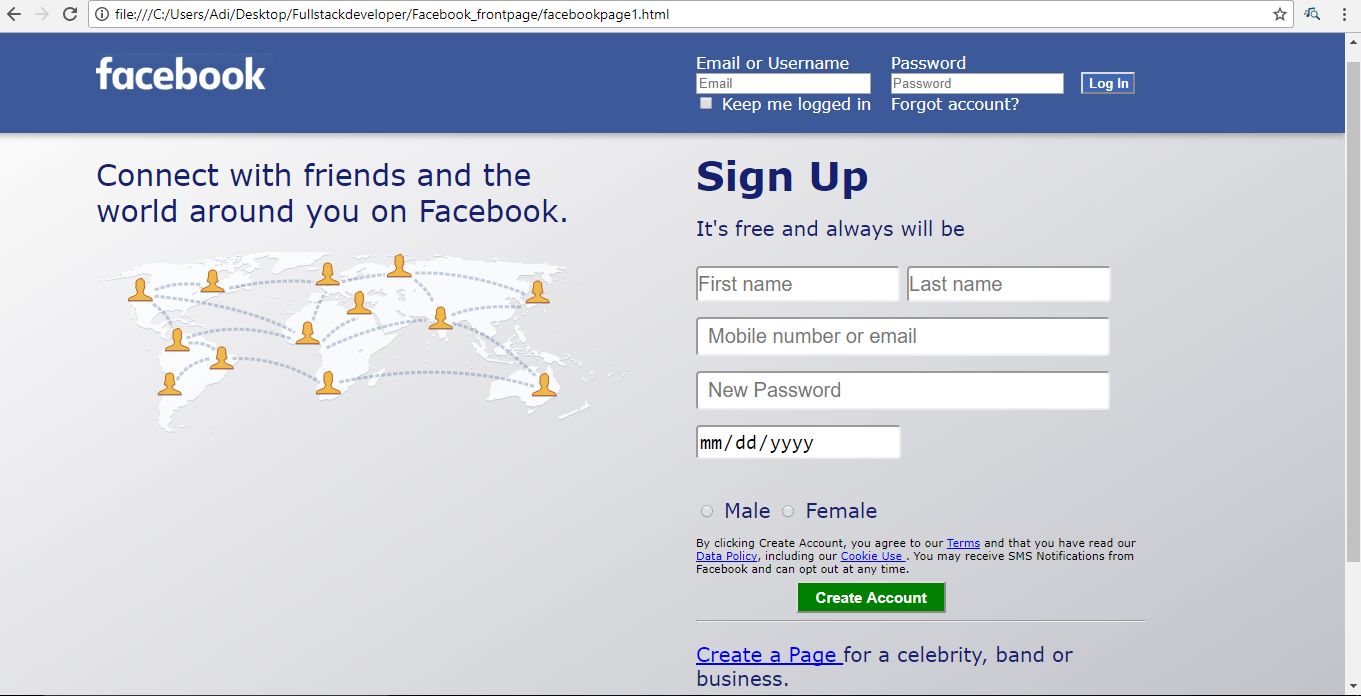 file:///C:/Users/Adi/Desktop/Fullstackdeveloper/Facebook_frontpage/facebookpage1.html
facebook
Email or Username
Password
Email
Password
Log In
Keep me logged in
Forgot account?
Connect with friends and the
world around you on Facebook.
Sign Up
It's free and always will be
First name
Last name
Mobile number or email
New Password
mm/dd/yyyy
Male
Female
By clicking Create Account, you agree to our Terms and that you have read our
Data Policy, including our Cookie Use . You may receive SMS Notifications from
Facebook and can opt out at any time.
Create Account
Create a Page for a celebrity, band or
business.